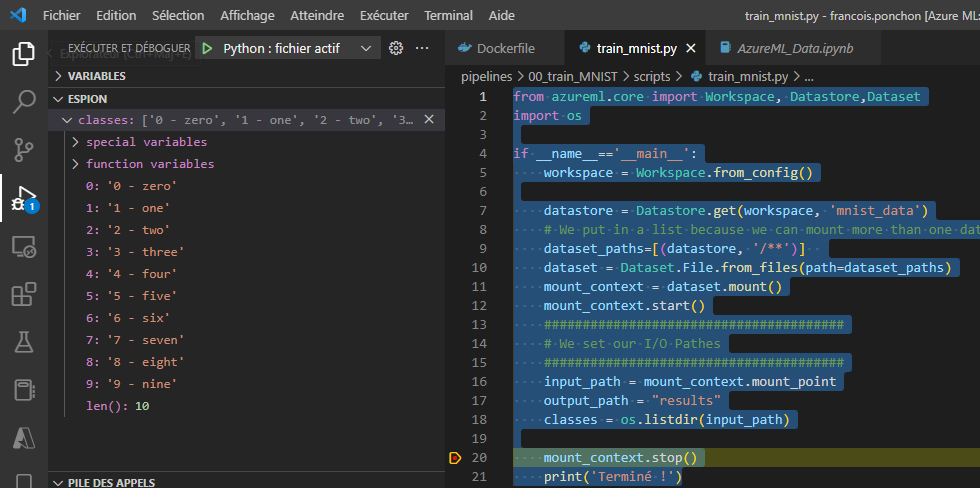 Fichier Edition Sélection Affichage Atteindre Exécuter Terminal Aide train_mnist.py - francois.ponchon [Azure ML:
EXÉCUTER ET DÉBOGUER Python : fichier actif
VARIABLES
ESPION
classes: ['0 - zero', '1 - one', '2 - two', '3...
special variables
function variables
0: '0 - zero'
1: '1 - one'
2: '2 - two'
3: '3 - three'
4: '4 - four'
5: '5 - five'
6: '6 - six'
7: '7 - seven'
8: '8 - eight'
9: '9 - nine'
len(): 10
PILE DES APPELS
1
Dockerfile train_mnist.py AzureML_Data.ipynb
pipelines > 00_train_MNIST > scripts > train_mnist.py > ...
1 from azureml.core import Workspace, Datastore,Dataset
2 import os
3
4 if __name__=='__main__':
5 workspace = Workspace.from_config()
6
7 datastore = Datastore.get(workspace, 'mnist_data')
8 # We put in a list because we can mount more than one dat
9 dataset_paths=[(datastore, '/**')]
10 dataset = Dataset.File.from_files(path=dataset_paths)
11 mount_context = dataset.mount()
12 mount_context.start()
13 #######################################
14 # We set our I/O Pathes
15 #######################################
16 input_path = mount_context.mount_point
17 output_path = "results"
18 classes = os.listdir(input_path)
19
20 mount_context.stop()
21 print('Terminé !')